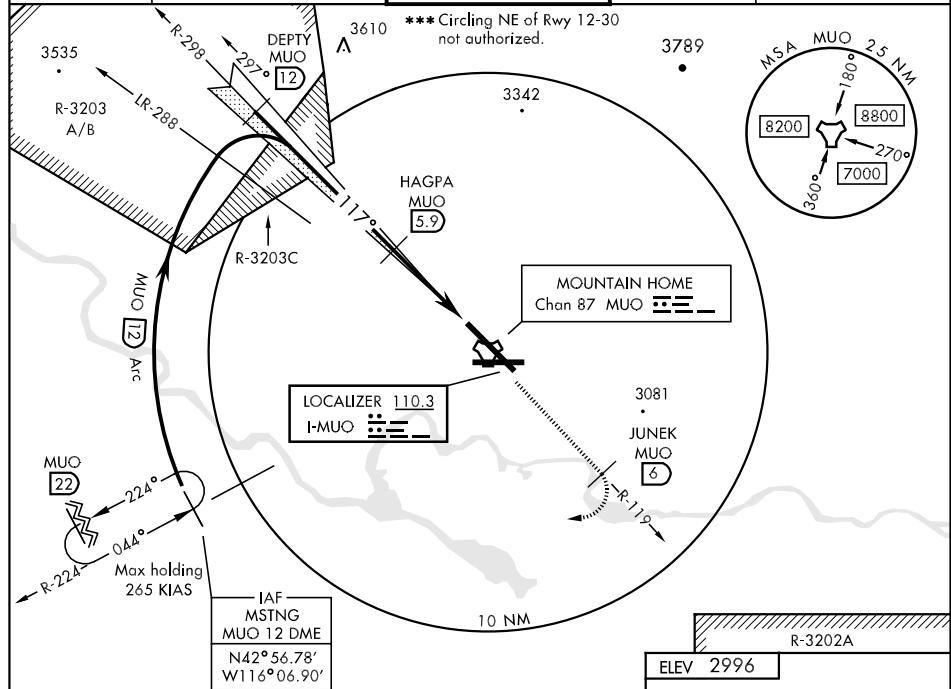 *** Circling NE of Rwy 12-30
not authorized.
3535
R-3203
A/B
R-298
297°
DEPTY
MUO
12
3610
3789
LR-288
3342
MSA MUO 25 NM
180°
8200
8800
270°
7000
360°
HAGPA
MUO
5.9
117°
R-3203C
MUO
12
Arc
MOUNTAIN HOME
Chan 87 MUO
LOCALIZER 110.3
I-MUO
3081
JUNEK
MUO
6
R-119
MUO
22
224°
044°
R-224
Max holding
265 KIAS
IAF
MSTNG
MUO 12 DME
N42°56.78'
W116°06.90'
10 NM
R-3202A
ELEV 2996